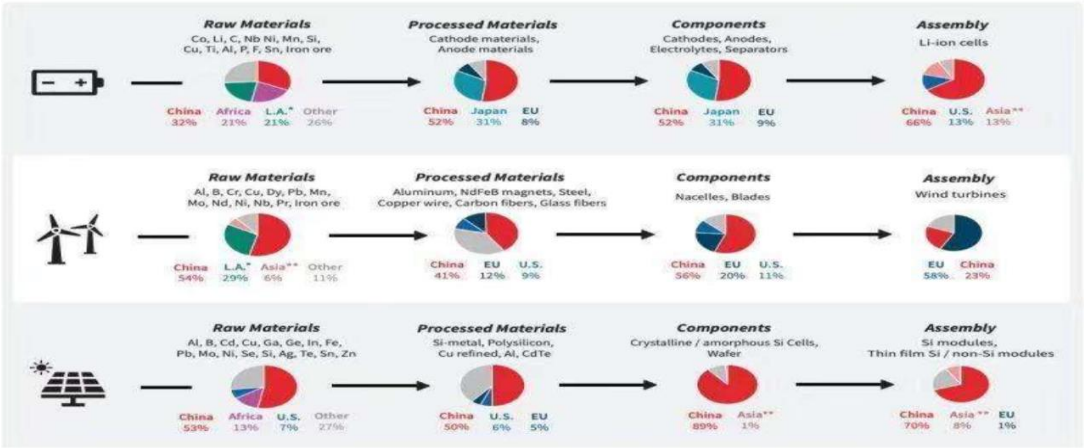 Raw Materials
Co, Li, C, Nb Ni, Mn, Si,
Cu, Ti, Al, P, F, Sn, Iron ore
China Africa L.A.* Other
32% 21% 21% 26%
Processed Materials
Cathode materials,
Anode materials
China Japan EU
52% 31% 8%
Components
Cathodes, Anodes,
Electrolytes, Separators
China Japan EU
52% 31% 9%
Assembly
Li-ion cells
China U.S. Asia**
66% 13% 13%
Raw Materials
Al, B, Cr, Cu, Dy, Pb, Mn,
Mo, Nd, Ni, Nb, Pr, Iron ore
China L.A.* Asia** Other
54% 29% 6% 11%
Processed Materials
Aluminum, NdFeB magnets, Steel,
Copper wire, Carbon fibers, Glass fibers
China EU U.S.
41% 12% 9%
Components
Nacelles, Blades
China EU U.S.
56% 20% 11%
Assembly
Wind turbines
EU China
58% 23%
Raw Materials
Al, B, Cd, Cu, Ga, Ge, In, Fe,
Pb, Mo, Ni, Se, Si, Ag, Te, Sn, Zn
China Africa U.S. Other
53% 13% 7% 27%
Processed Materials
Si-metal, Polysilicon,
Cu refined, Al, CdTe
China U.S. EU
50% 6% 5%
Components
Crystalline / amorphous Si Cells,
Wafer
China Asia**
89% 1%
Assembly
Si modules,
Thin film Si / non-Si modules
China Asia** EU
70% 8% 1%